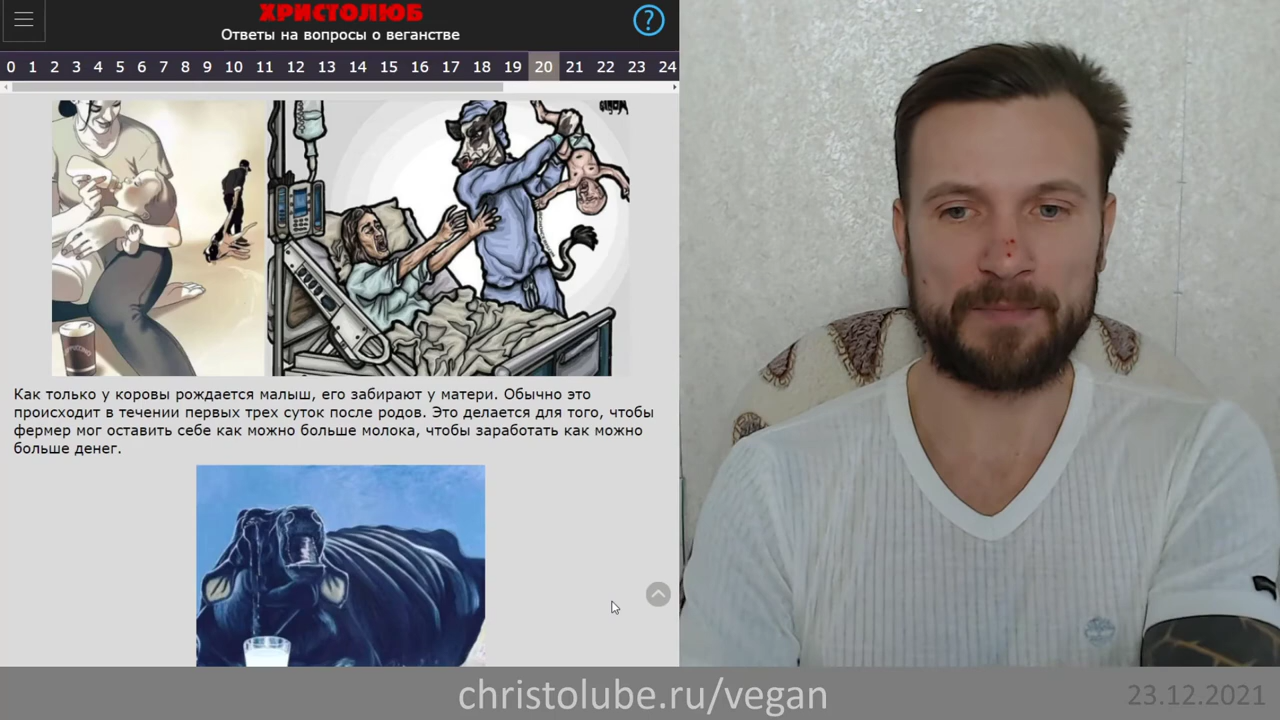 ХРИСТОЛЮБ
Ответы на вопросы о веганстве
0 1 2 3 4 5 6 7 8 9 10 11 12 13 14 15 16 17 18 19 20 21 22 23 24
Как только у коровы рождается малыш, его забирают у матери. Обычно это
происходит в течении первых трех суток после родов. Это делается для того, чтобы
фермер мог оставить себе как можно больше молока, чтобы заработать как можно
больше денег.
christolube.ru/vegan
23.12.2021